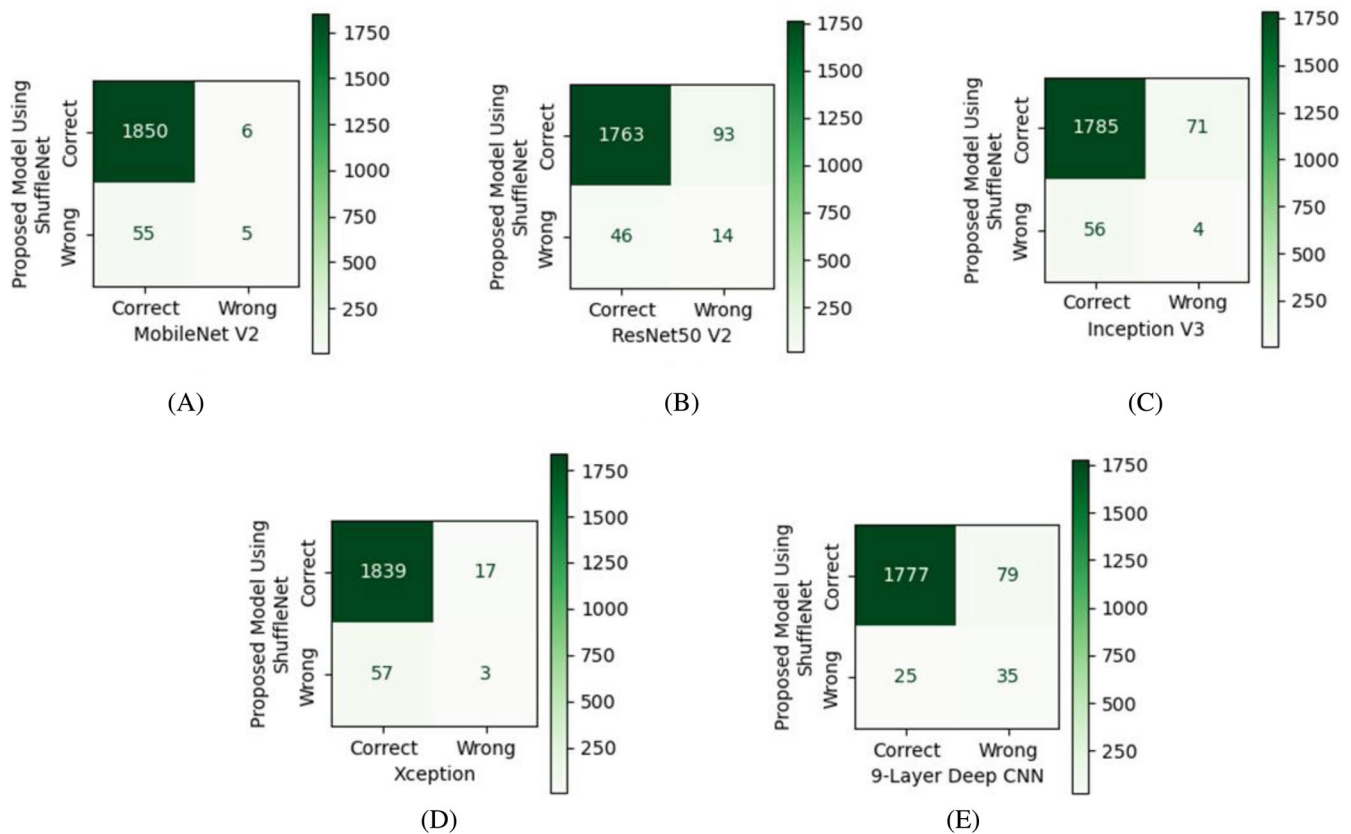 Proposed Model Using
ShuffleNet
Correct
Wrong
1850 6
55 5
Correct Wrong
MobileNet V2
1750
1500
1250
1000
750
500
250
(A)
Proposed Model Using
ShuffleNet
Correct
Wrong
1763 93
46 14
Correct Wrong
ResNet50 V2
1750
1500
1250
1000
750
500
250
(B)
Proposed Model Using
ShuffleNet
Correct
Wrong
1785 71
56 4
Correct Wrong
Inception V3
1750
1500
1250
1000
750
500
250
(C)
Proposed Model Using
ShuffleNet
Correct
Wrong
1839 17
57 3
Correct Wrong
Xception
1750
1500
1250
1000
750
500
250
(D)
Proposed Model Using
ShuffleNet
Correct
Wrong
1777 79
25 35
Correct Wrong
9-Layer Deep CNN
1750
1500
1250
1000
750
500
250
(E)